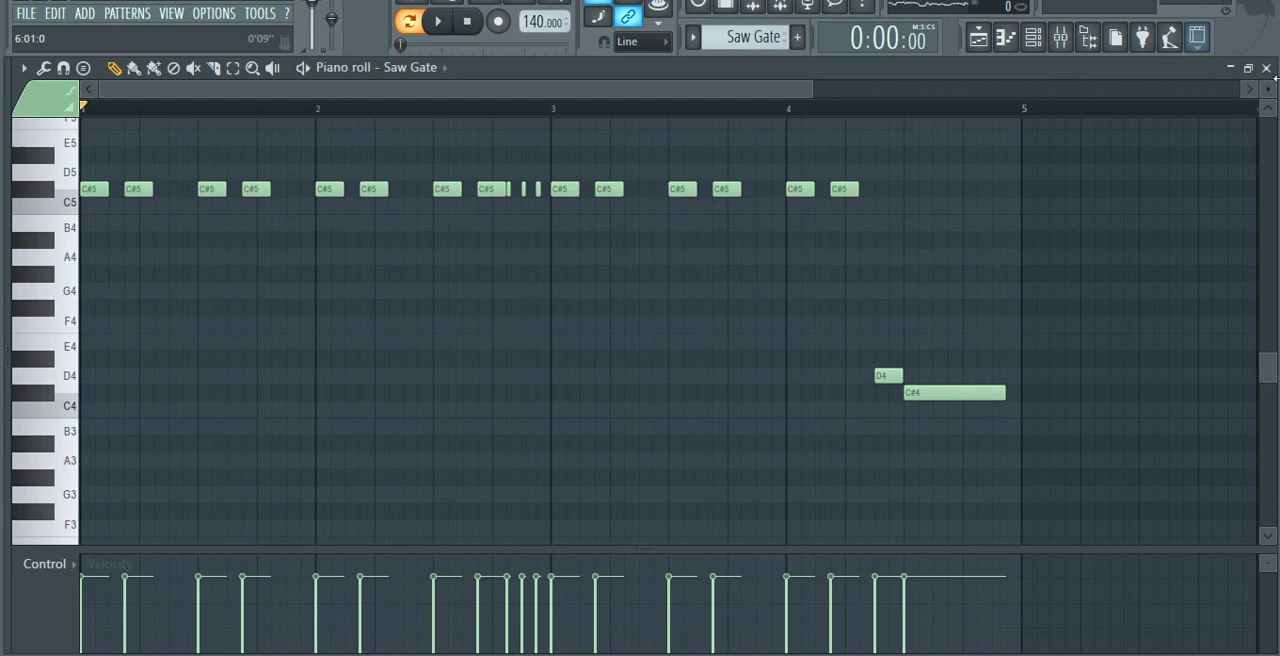 FILE EDIT ADD PATTERNS VIEW OPTIONS TOOLS ?
6:01:0 0'09"
140.000
Line
Saw Gate
0:00:00 M:S:CS
0
Piano roll - Saw Gate
2 3 4 5
E5
D5
C#5 C#5 C#5 C#5 C#5 C#5 C#5 C#5 C#5 C#5 C#5 C#5 C#5 C#5
C5
B4
A4
G4
F4
E4
D4 D4
C#4
C4
B3
A3
G3
F3
Control Velocity